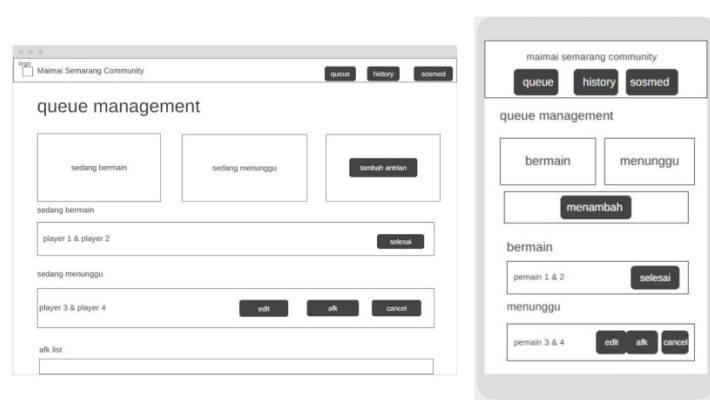 logo
Maimai Semarang Community
queue
history
sosmed
queue management
sedang bermain
sedang menunggu
tambah antrian
sedang bermain
player 1 & player 2
selesai
sedang menunggu
player 3 & player 4
edit
afk
cancel
afk list
maimai semarang community
queue
history
sosmed
queue management
bermain
menunggu
menambah
bermain
pemain 1 & 2
selesai
menunggu
pemain 3 & 4
edit
afk
cancel